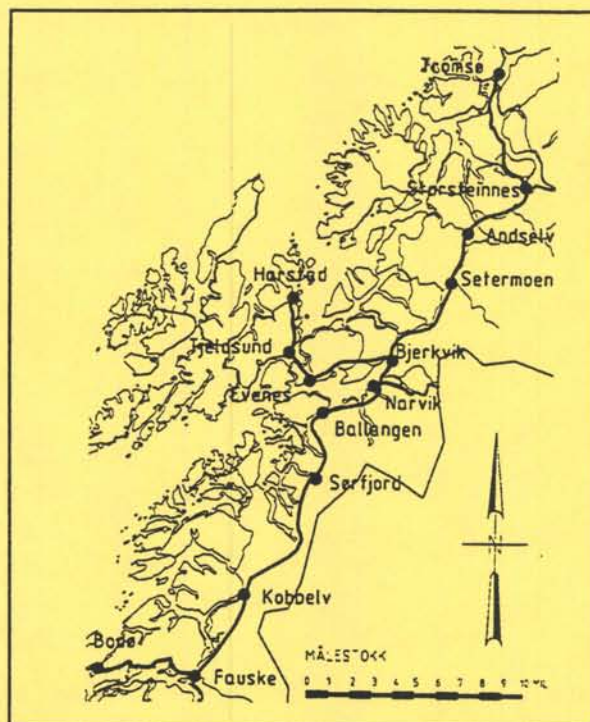 Tromsø
Storsteinnes
Andselv
Setermoen
Harstad
Tjeldsund
Bjerkvik
Evenes
Narvik
Ballangen
Sørfjord
Kobbelv
Bodø
Fauske
MÅLESTOKK
0 1 2 3 4 5 6 7 8 9 10 MIL